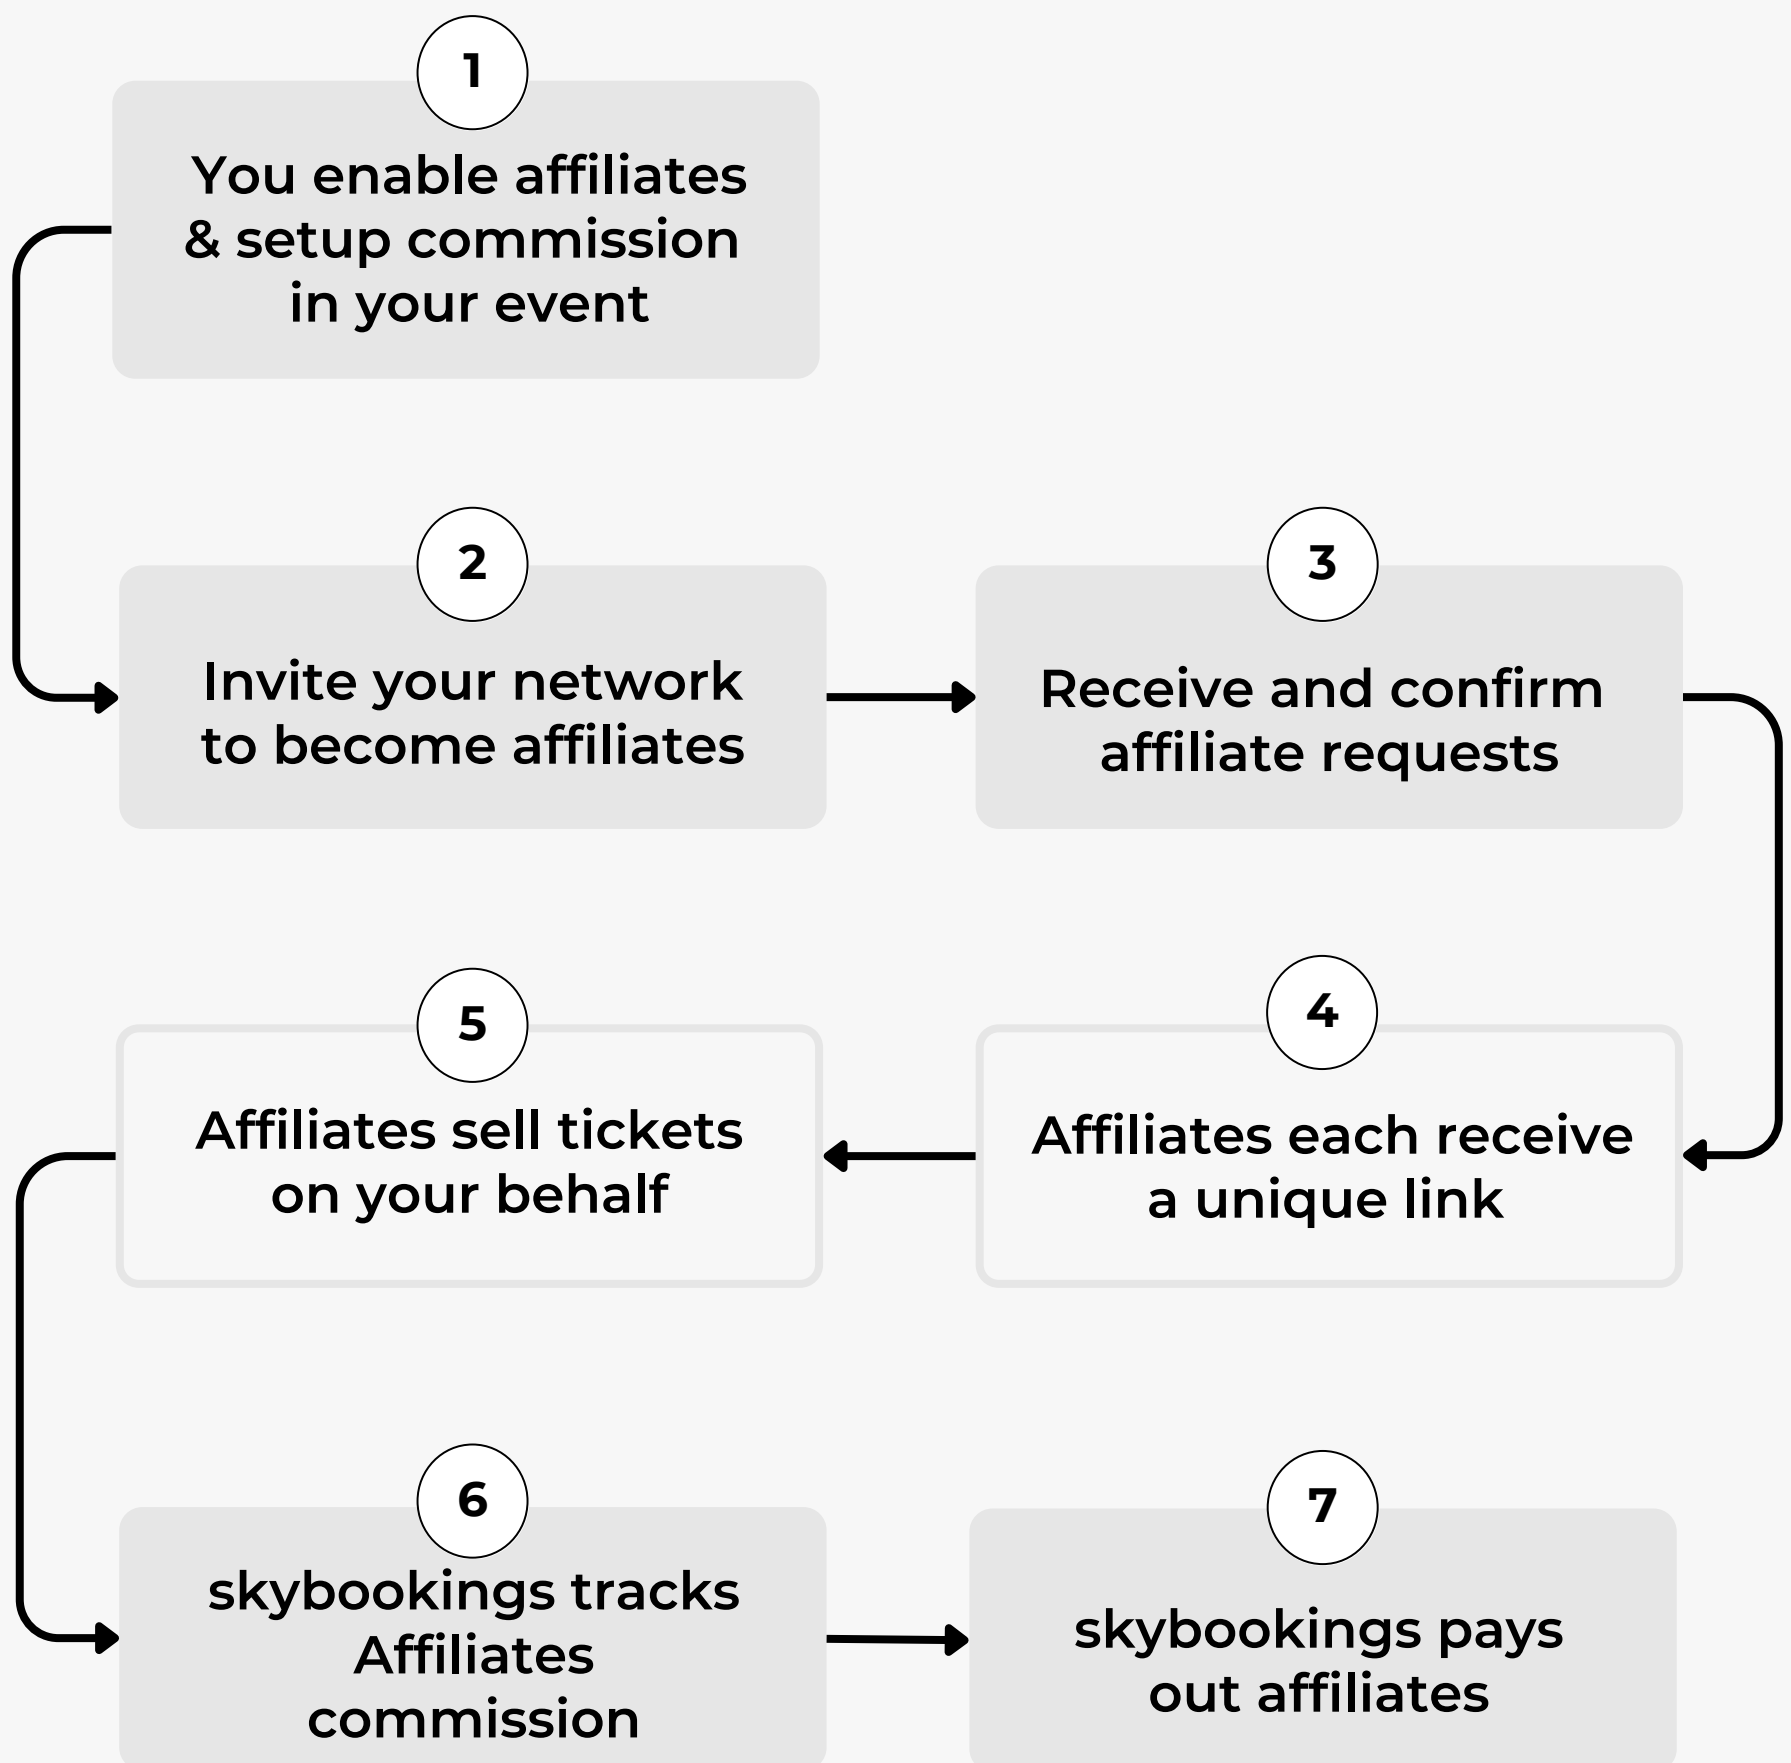 1
You enable affiliates
& setup commission
in your event
2
Invite your network
to become affiliates
3
Receive and confirm
affiliate requests
4
Affiliates each receive
a unique link
5
Affiliates sell tickets
on your behalf
6
skybookings tracks
Affiliates
commission
7
skybookings pays
out affiliates